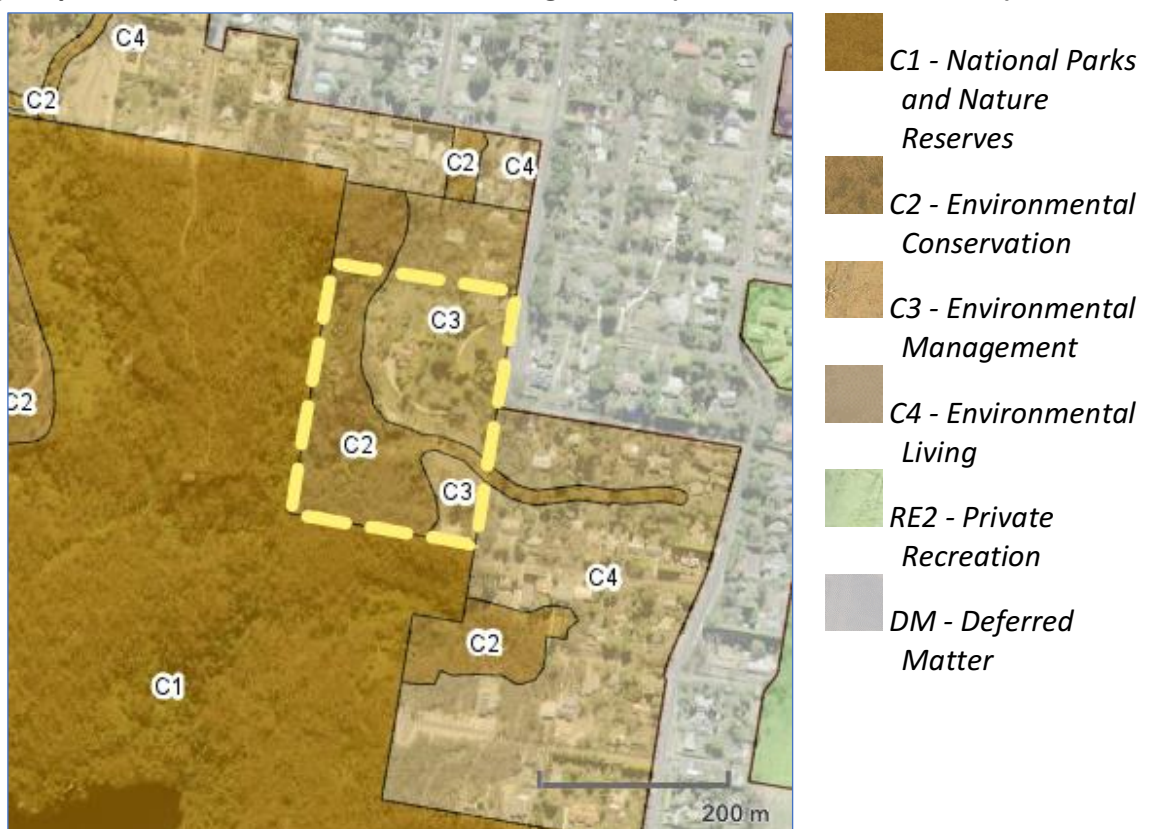 C4
C2
C2
C4
C3
C2
C2
C3
C4
C2
C1
200 m
C1 - National Parks
and Nature
Reserves
C2 - Environmental
Conservation
C3 - Environmental
Management
C4 - Environmental
Living
RE2 - Private
Recreation
DM - Deferred
Matter